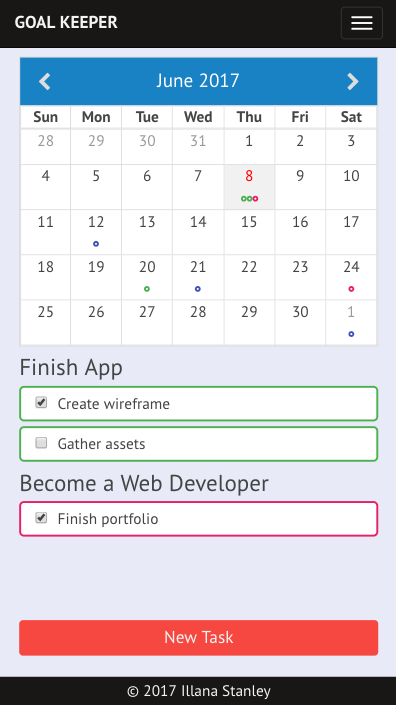 GOAL KEEPER
June 2017
Sun Mon Tue Wed Thu Fri Sat
28 29 30 31 1 2 3
4 5 6 7 8 9 10
11 12 13 14 15 16 17
18 19 20 21 22 23 24
25 26 27 28 29 30 1
Finish App
Create wireframe
Gather assets
Become a Web Developer
Finish portfolio
New Task
© 2017 Illana Stanley